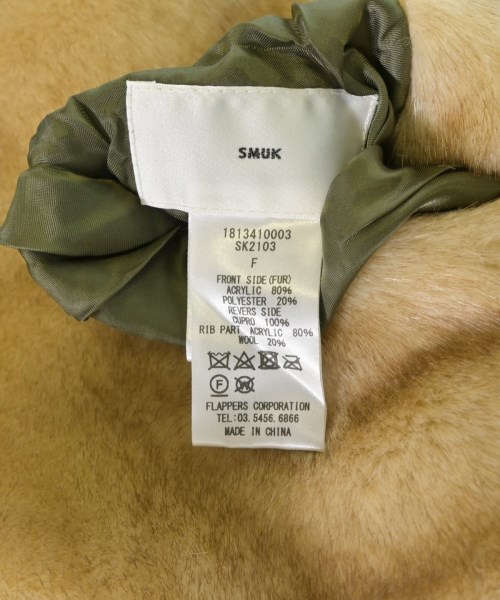 SMUK
1813410003
SK2103
F
FRONT SIDE(FUR)
ACRYLIC 80%
POLYESTER 20%
REVERS SIDE
CUPRO 100%
RIB PART ACRYLIC 80%
WOOL 20%
F W
FLAPPERS CORPORATION
TEL:03.5456.6866
MADE IN CHINA